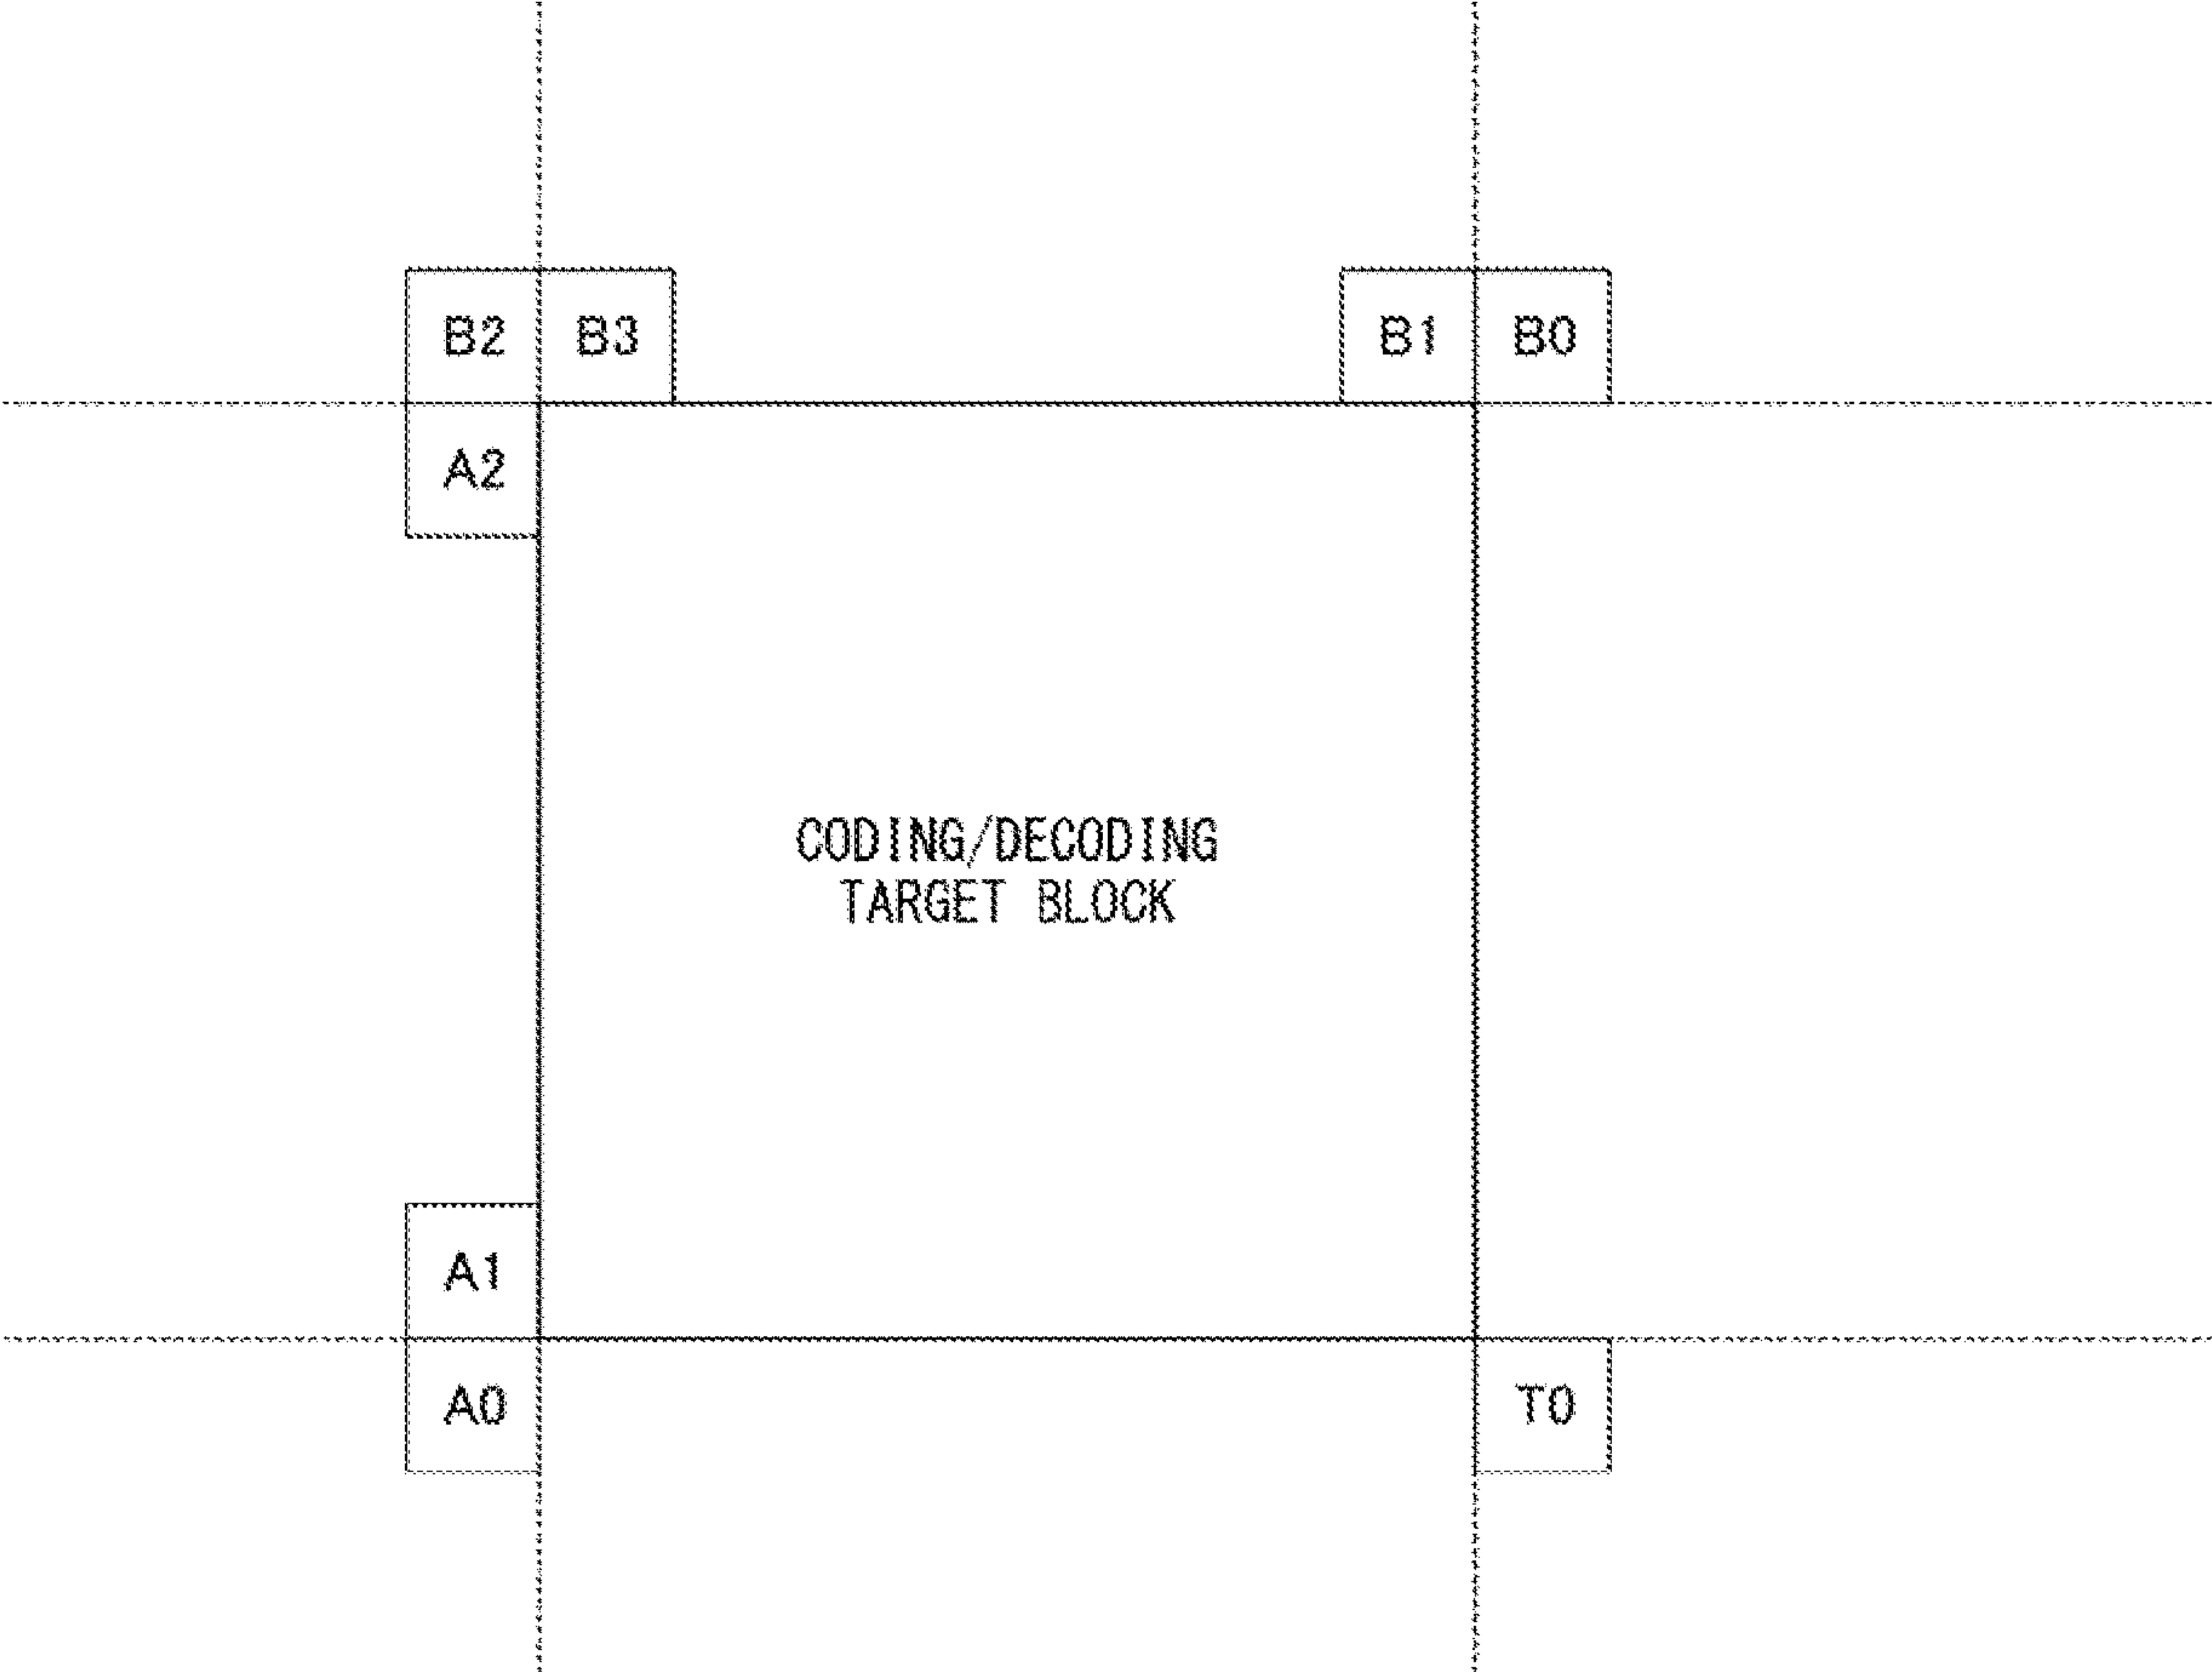 B2 B3 B1 B0
A2
CODING/DECODING
TARGET BLOCK
A1
A0 T0